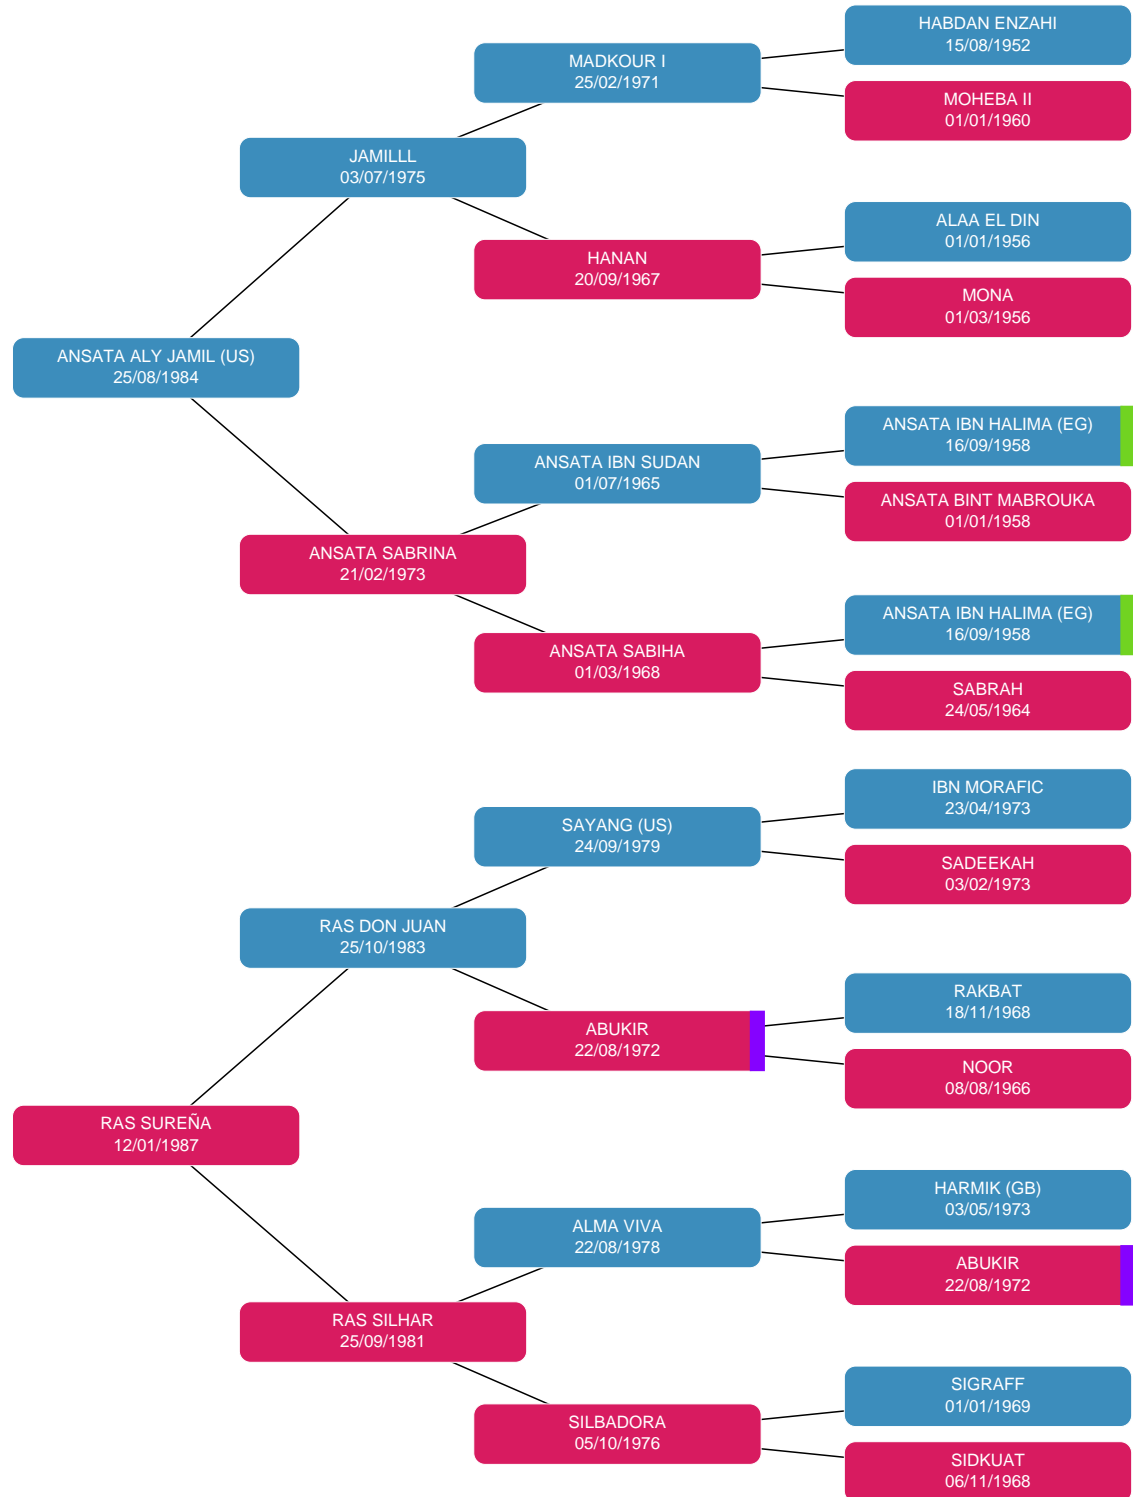 HABDAN ENZAHI
15/08/1952
MADKOUR I
25/02/1971
MOHEBA II
01/01/1960
JAMILLL
03/07/1975
ALAA EL DIN
01/01/1956
HANAN
20/09/1967
MONA
01/03/1956
ANSATA ALY JAMIL (US)
25/08/1984
ANSATA IBN HALIMA (EG)
16/09/1958
ANSATA IBN SUDAN
01/07/1965
ANSATA BINT MABROUKA
01/01/1958
ANSATA SABRINA
21/02/1973
ANSATA IBN HALIMA (EG)
16/09/1958
ANSATA SABIHA
01/03/1968
SABRAH
24/05/1964
IBN MORAFIC
23/04/1973
SAYANG (US)
24/09/1979
SADEEKAH
03/02/1973
RAS DON JUAN
25/10/1983
RAKBAT
18/11/1968
ABUKIR
22/08/1972
NOOR
08/08/1966
RAS SUREÑA
12/01/1987
HARMIK (GB)
03/05/1973
ALMA VIVA
22/08/1978
ABUKIR
22/08/1972
RAS SILHAR
25/09/1981
SIGRAFF
01/01/1969
SILBADORA
05/10/1976
SIDKUAT
06/11/1968